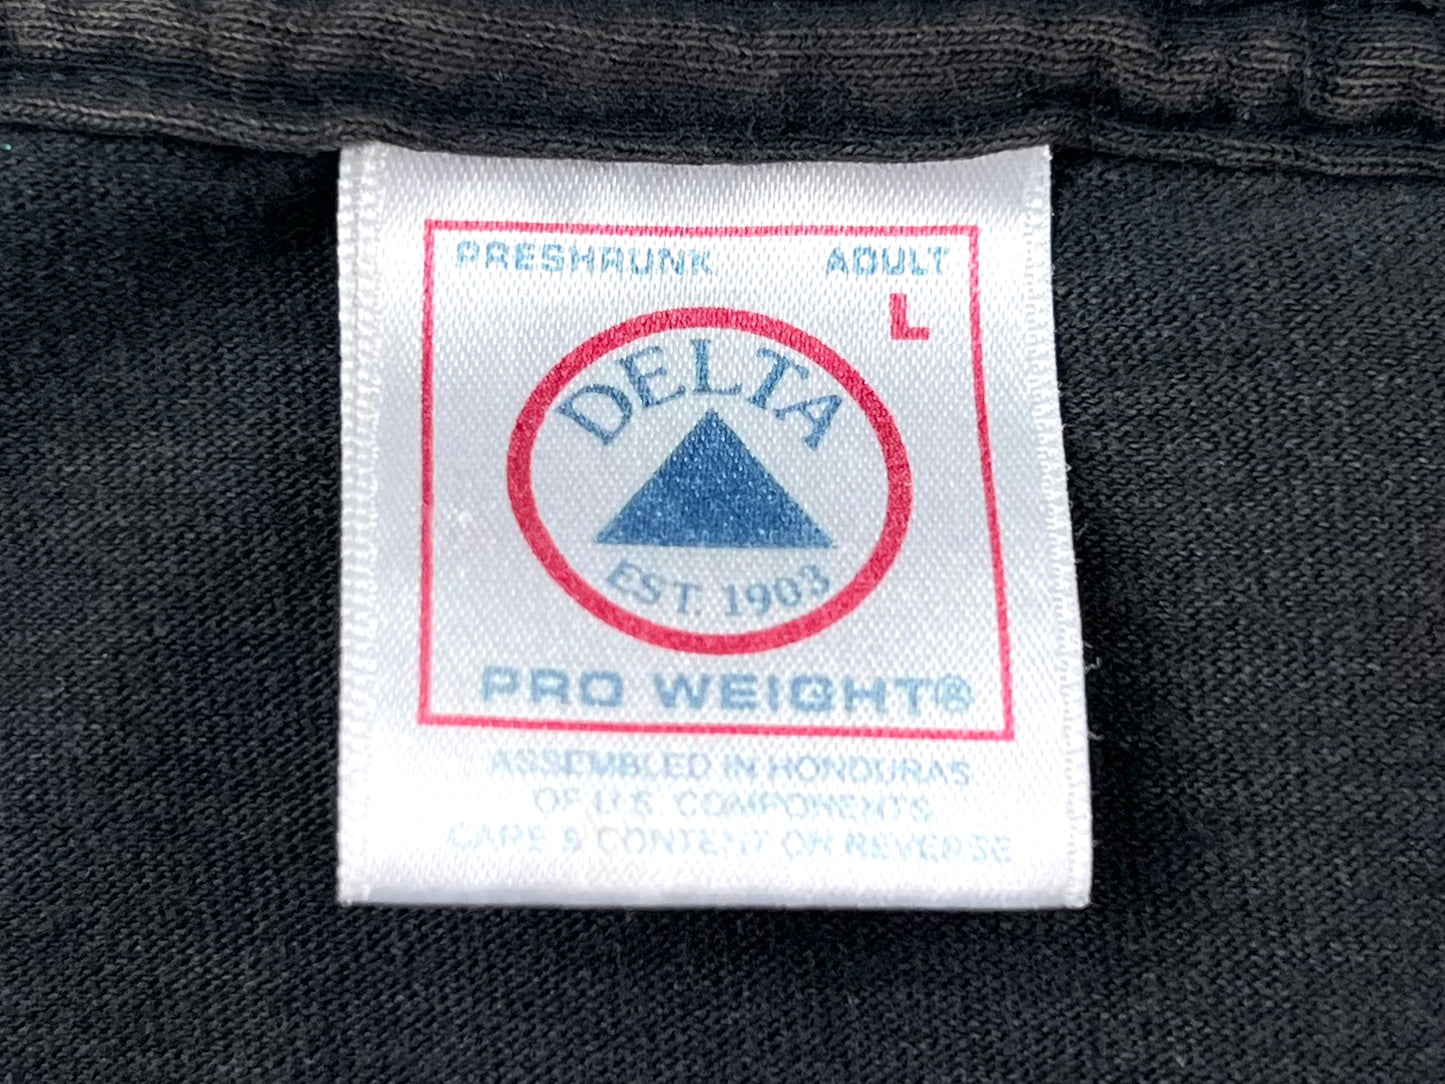 PRESHRUNK ADULT
L
DELTA
EST. 1903
PRO WEIGHT®
ASSEMBLED IN HONDURAS
OF U.S. COMPONENTS
CARE & CONTENT ON REVERSE